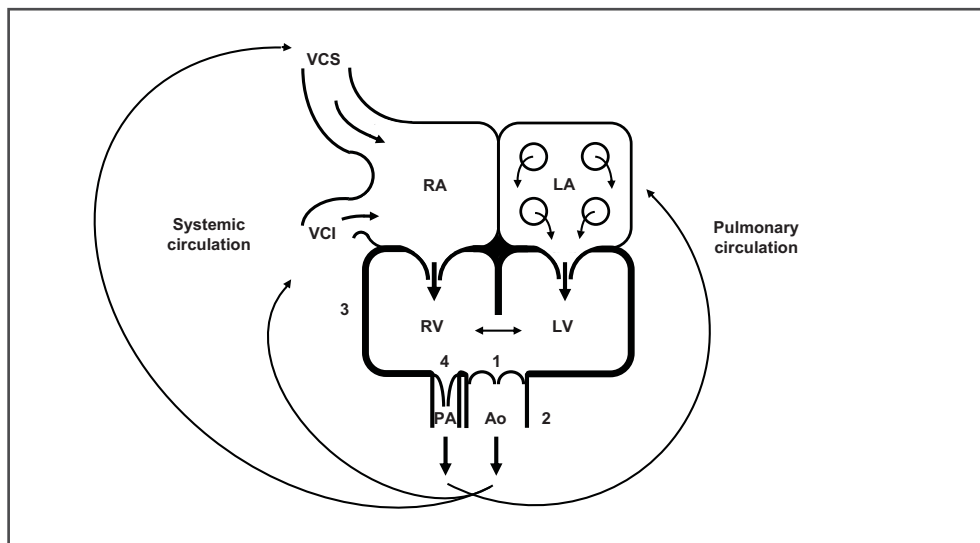 VCS
RA
LA
Systemic
circulation
VCI
Pulmonary
circulation
3
RV
LV
4
1
PA
Ao
2